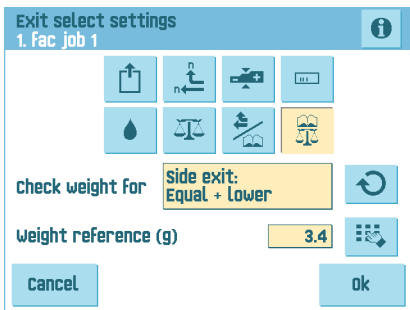 Exit select settings
1. Fac job 1
n
n
Check weight for
Side exit:
Equal + lower
Weight reference (g)
3.4
Cancel
Ok